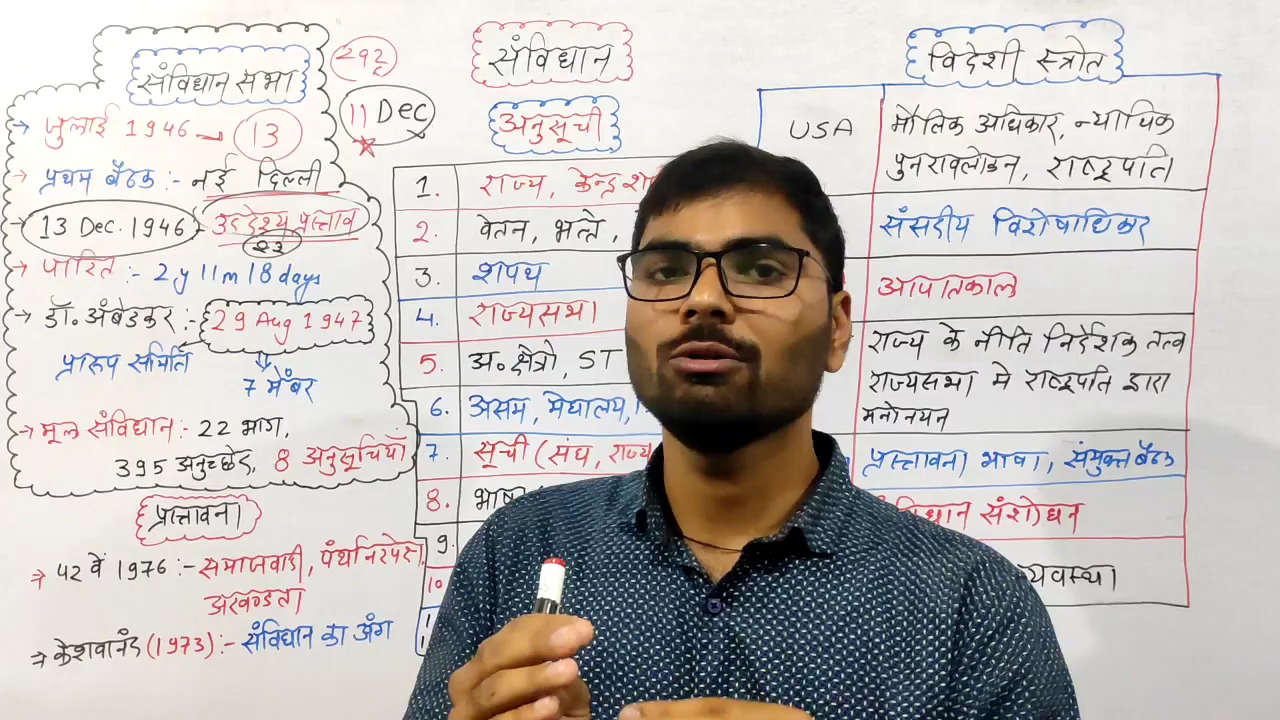 संविधान सभा
292
→ जुलाई 1946 → 13
11 Dec
→ प्रथम बैठक :- नई दिल्ली
→ 13 Dec. 1946 - उद्देश्य प्रस्ताव
→ पारित :- 2 y 11 m 18 days
→ डॉ॰ अंबेडकर :- 29 Aug 1947
प्रारूप समिति
7 मेंबर
→ मूल संविधान :- 22 भाग,
395 अनुच्छेद, 8 अनुसूचियाँ
प्रस्तावना
⇒ 42 वें 1976 :- समाजवादी, पंथनिरपेक्ष,
अखण्डता
⇒ केशवानंद (1973) :- संविधान का अंग
संविधान
अनुसूची
1. राज्य, केन्द्र
2. वेतन, भत्ते,
3. शपथ
4. राज्यसभा
5. अ॰ क्षेत्रो, ST
6. असम, मेघालय,
7. सूची (संघ, राज्य
8. भाषा
9.
10
विदेशी स्त्रोत
USA मौलिक अधिकार, न्यायिक
पुनरावलोकन, राष्ट्रपति
संसदीय विशेषाधिकार
आपातकाल
राज्य के नीति निर्देशक तत्व
राज्यसभा मे राष्ट्रपति द्वारा
मनोनयन
प्रस्तावना भाषा, संयुक्त बैठक
संशोधन